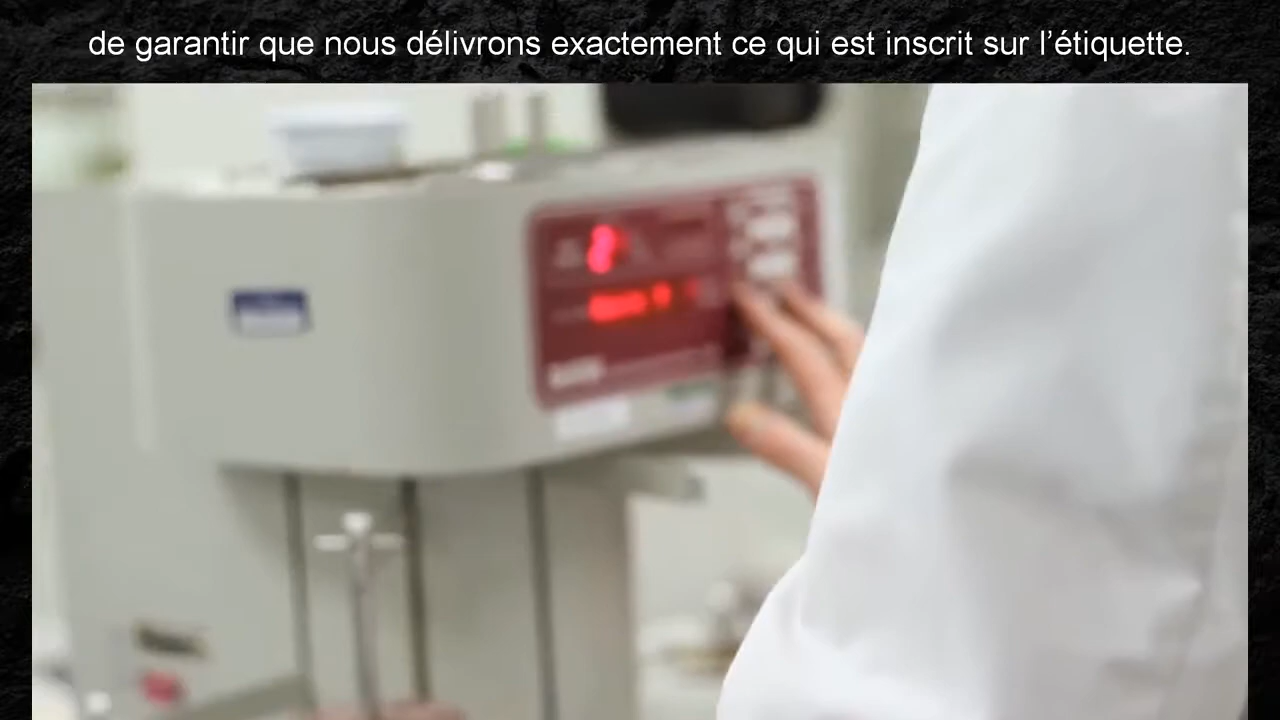 de garantir que nous délivrons exactement ce qui est inscrit sur l’étiquette.